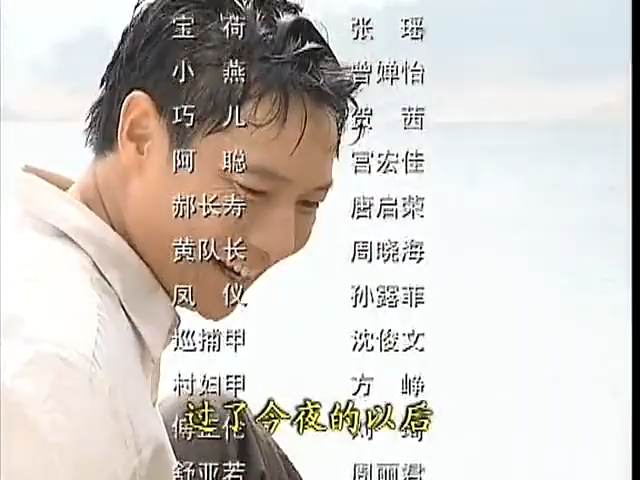 宝荷 张瑶
小燕 曾婵怡
巧儿 贺茜
阿聪 宫宏佳
郝长寿 唐启荣
黄队长 周晓海
凤仪 孙露菲
巡捕甲 沈俊文
村妇甲 方峥
过了今夜的以后
舒亚若 周丽君